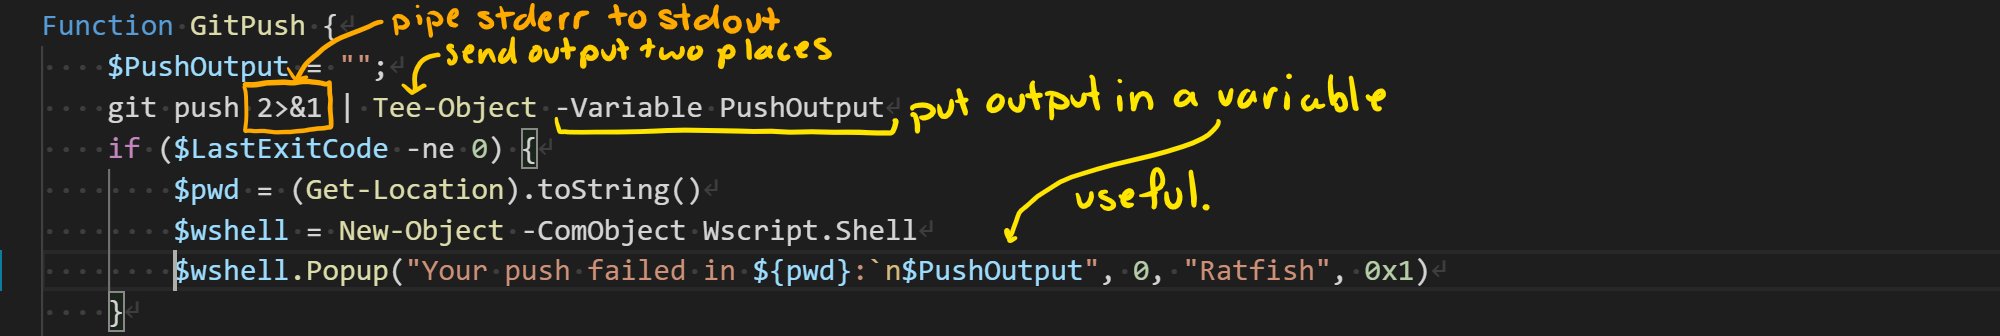 Function GitPush {
pipe stderr to stdout
$PushOutput = "";
send output two places
git push 2>&1 | Tee-Object -Variable PushOutput
put output in a variable
if ($LastExitCode -ne 0) {
$pwd = (Get-Location).toString()
useful.
$wshell = New-Object -ComObject Wscript.Shell
$wshell.Popup("Your push failed in ${pwd}:`n$PushOutput", 0, "Ratfish", 0x1)
}